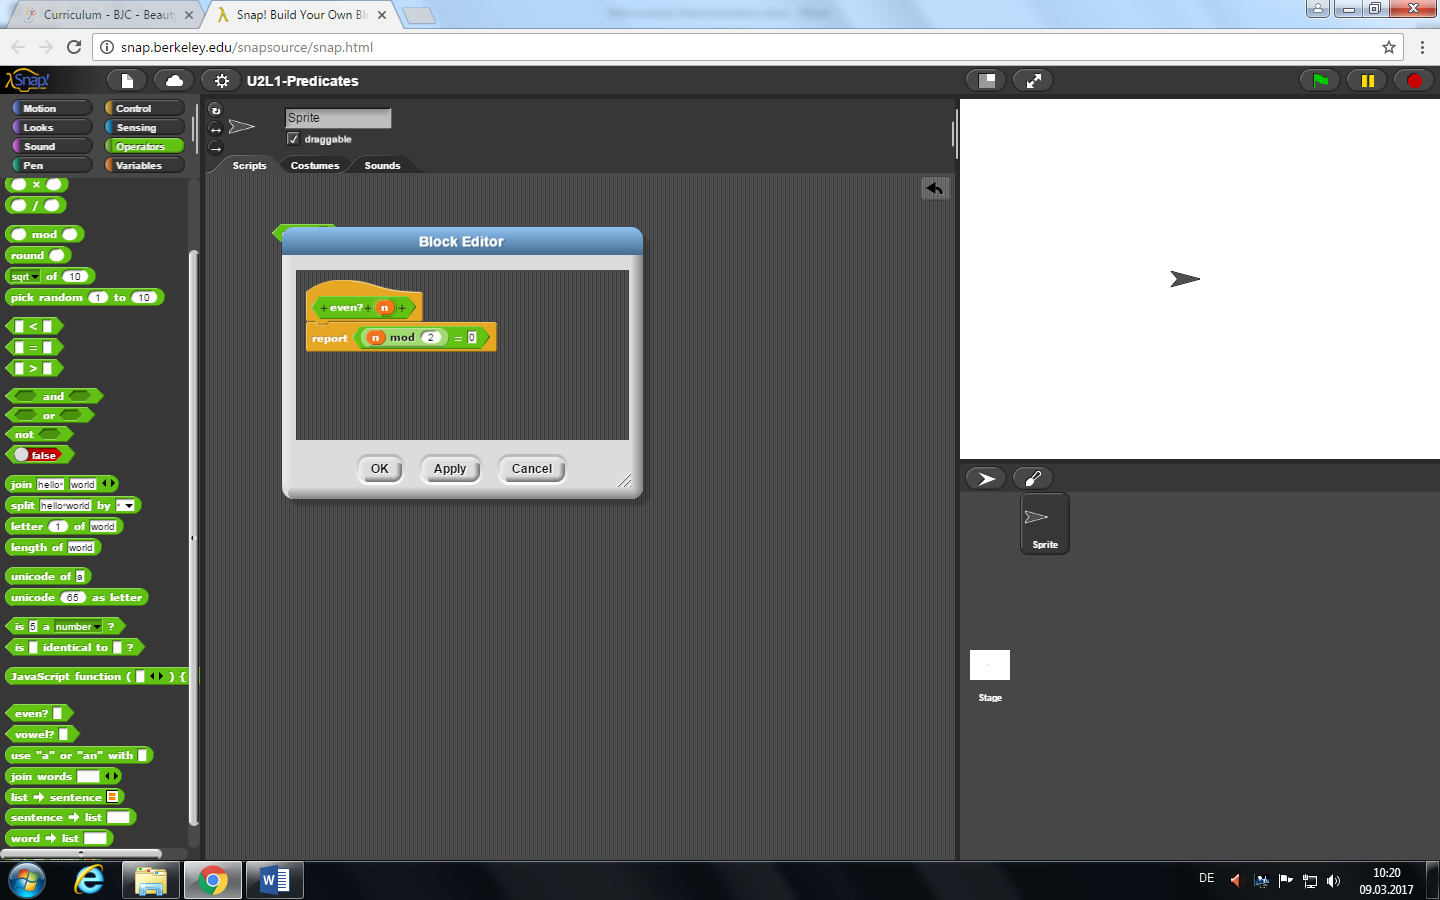 Curriculum - BJC - Beaut
Snap! Build Your Own Blo
snap.berkeley.edu/snapsource/snap.html
Snap!
U2L1-Predicates
Motion
Control
Looks
Sensing
Sound
Operators
Pen
Variables
Sprite
draggable
Scripts
Costumes
Sounds
×
/
mod
round
sqrt of 10
pick random 1 to 10
<
=
>
and
or
not
false
join hello world
split hello world by
letter 1 of world
length of world
unicode of a
unicode 65 as letter
is 5 a number ?
is identical to ?
JavaScript function ( ) {
even?
vowel?
use "a" or "an" with
join words
list → sentence
sentence → list
word → list
Block Editor
+ even? + n +
report n mod 2 = 0
OK
Apply
Cancel
Sprite
Stage
DE
10:20
09.03.2017